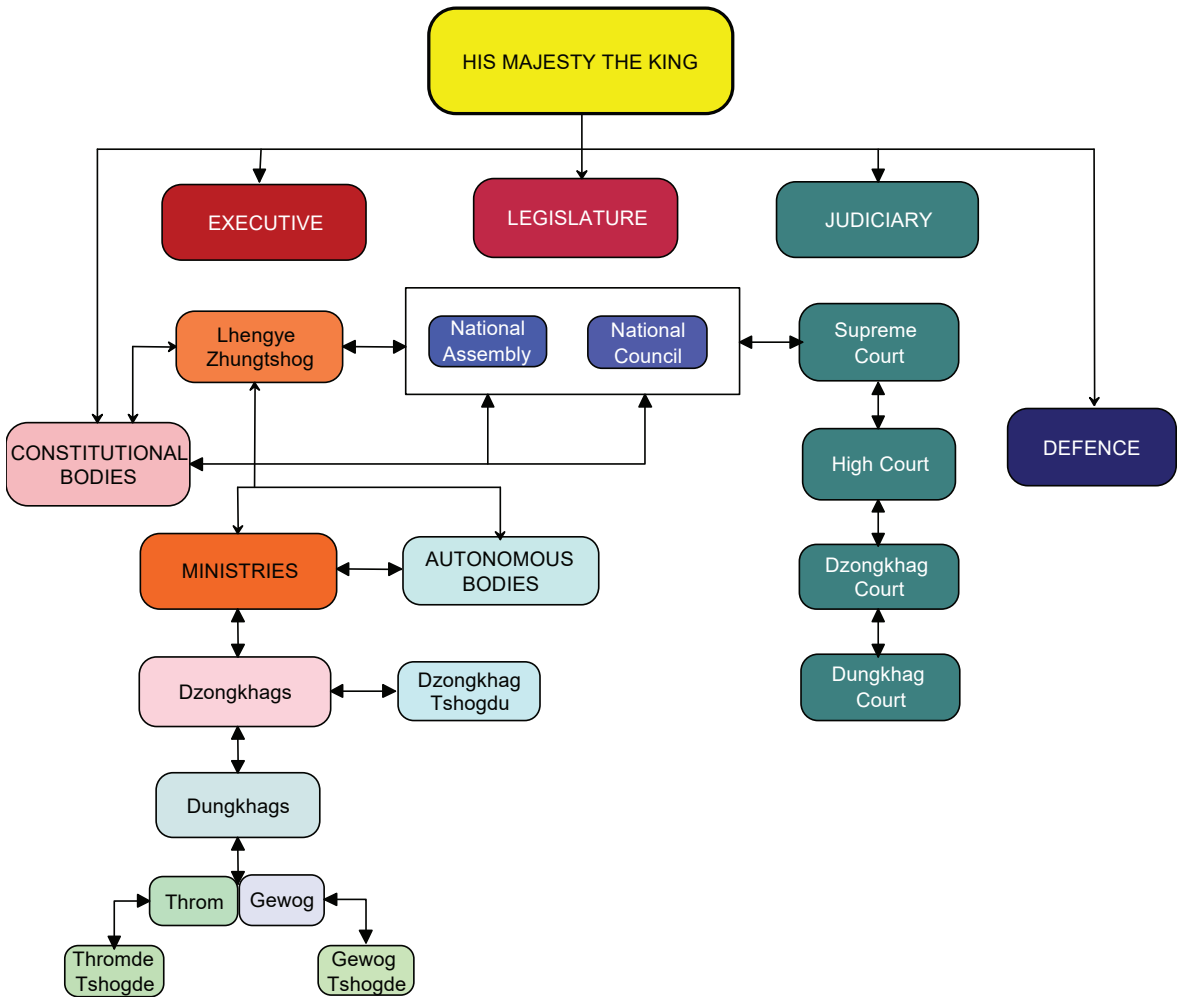 HIS MAJESTY THE KING
EXECUTIVE
LEGISLATURE
JUDICIARY
Lhengye
Zhungtshog
National
Assembly
National
Council
Supreme
Court
CONSTITUTIONAL
BODIES
High Court
DEFENCE
MINISTRIES
AUTONOMOUS
BODIES
Dzongkhag
Court
Dzongkhags
Dzongkhag
Tshogdu
Dungkhag
Court
Dungkhags
Throm
Gewog
Thromde
Tshogde
Gewog
Tshogde